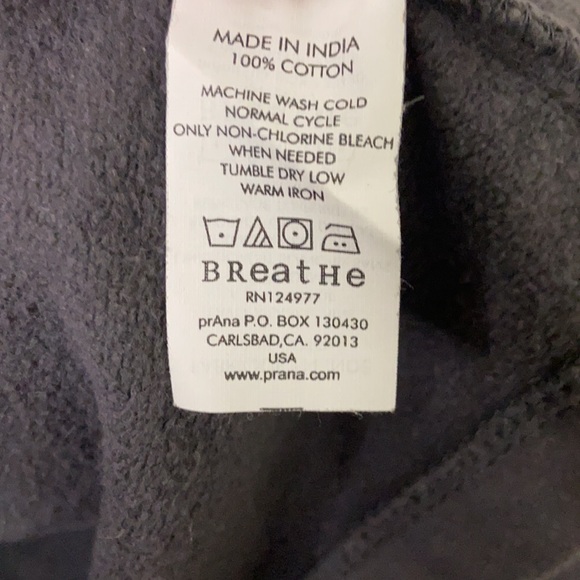 MADE IN INDIA
100% COTTON
MACHINE WASH COLD
NORMAL CYCLE
ONLY NON-CHLORINE BLEACH
WHEN NEEDED
TUMBLE DRY LOW
WARM IRON
BReatHe
RN124977
prAna P.O. BOX 130430
CARLSBAD,CA. 92013
USA
www.prana.com